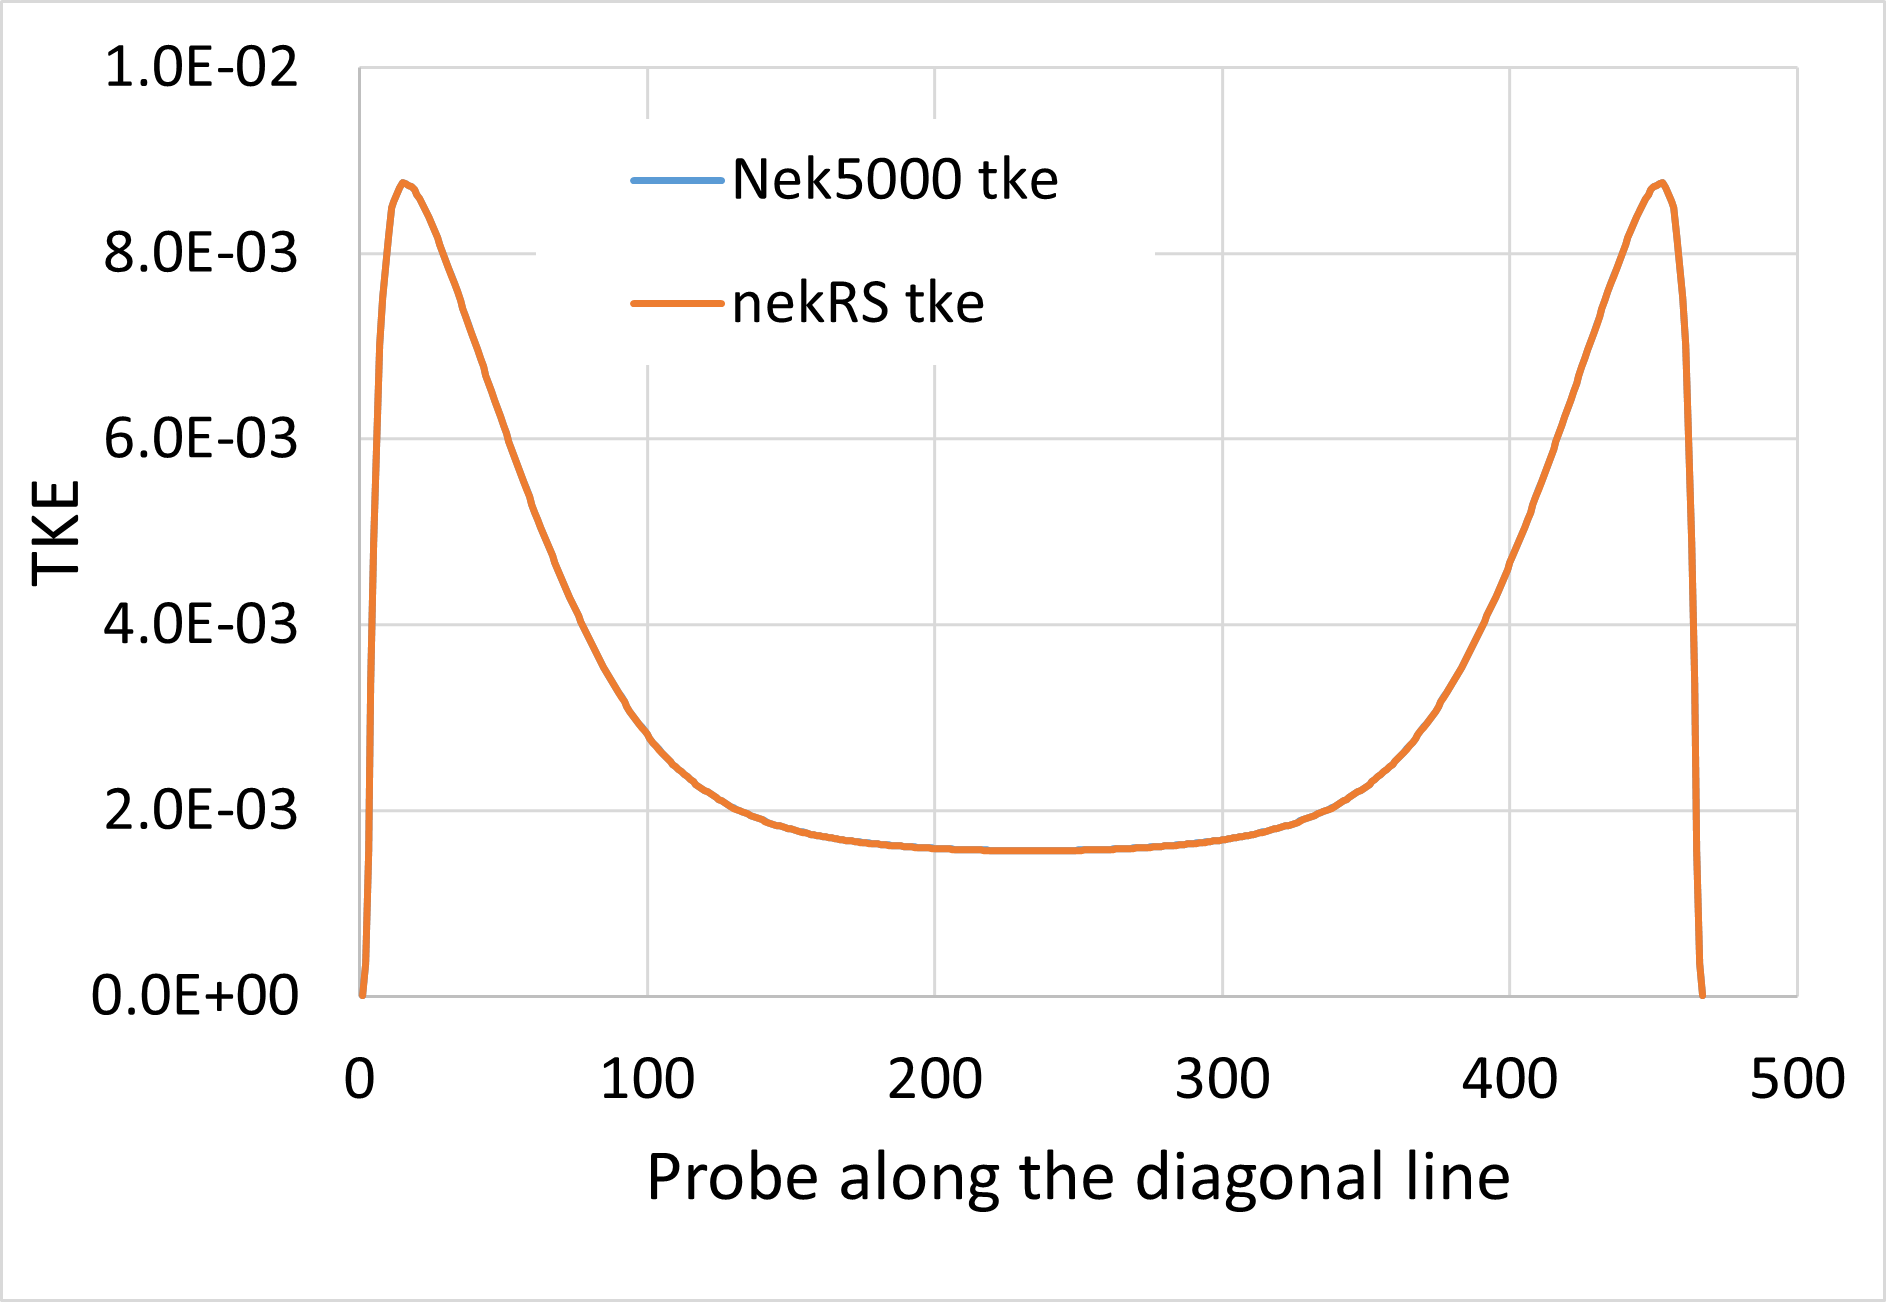 1.0E-02
8.0E-03
6.0E-03
4.0E-03
2.0E-03
0.0E+00
TKE
Nek5000 tke
nekRS tke
0 100 200 300 400 500
Probe along the diagonal line